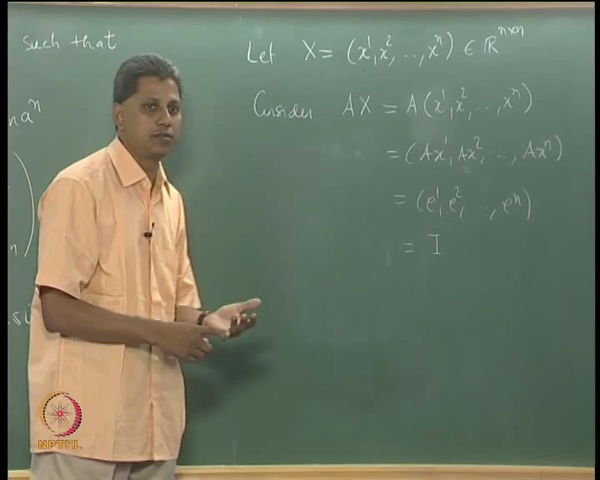 such that
Let X = (x¹, x², ..., xⁿ) ∈ ℝⁿˣⁿ
Consider AX = A(x¹, x², ..., xⁿ)
= (Ax¹, Ax², ..., Axⁿ)
= (e¹, e², ..., eⁿ)
= I
NPTEL